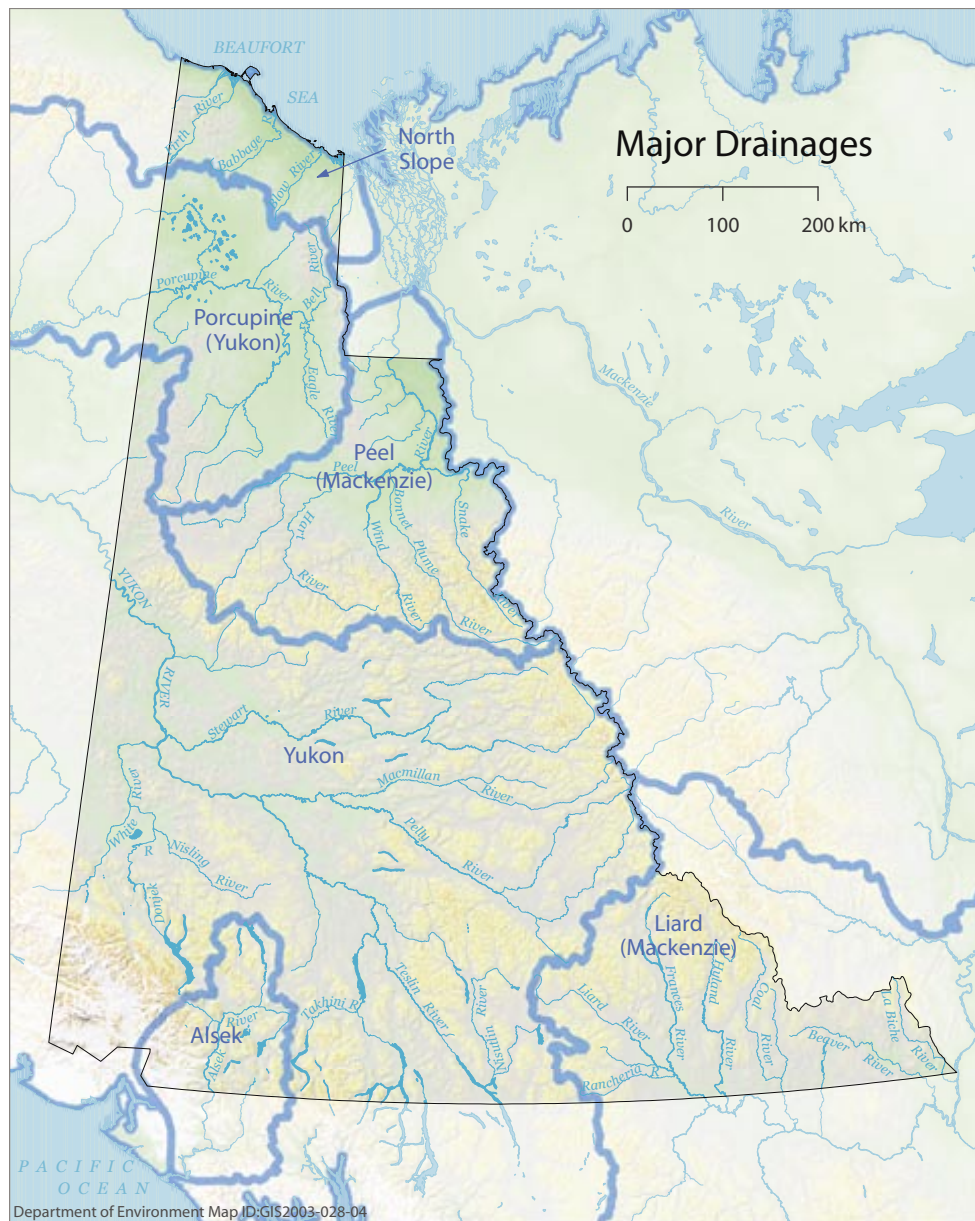 BEAUFORT
SEA
Firth River
Babbage R.
Blow River
North
Slope
Major Drainages
0 100 200 km
Porcupine River
Bell River
Porcupine
(Yukon)
Eagle River
Mackenzie River
Peel River
Peel
(Mackenzie)
Hart River
Wind River
Bonnet Plume River
Snake River
YUKON RIVER
Stewart River
Yukon
Macmillan River
Pelly River
White River
Nisling River
Donjek R
Liard
(Mackenzie)
Alsek
Alsek River
Takhini R
Teslin River
Nisutlin River
Liard River
Frances River
Hyland River
Coal River
Rancheria R.
Beaver River
La Biche River
PACIFIC
OCEAN
Department of Environment Map ID:GIS2003-028-04